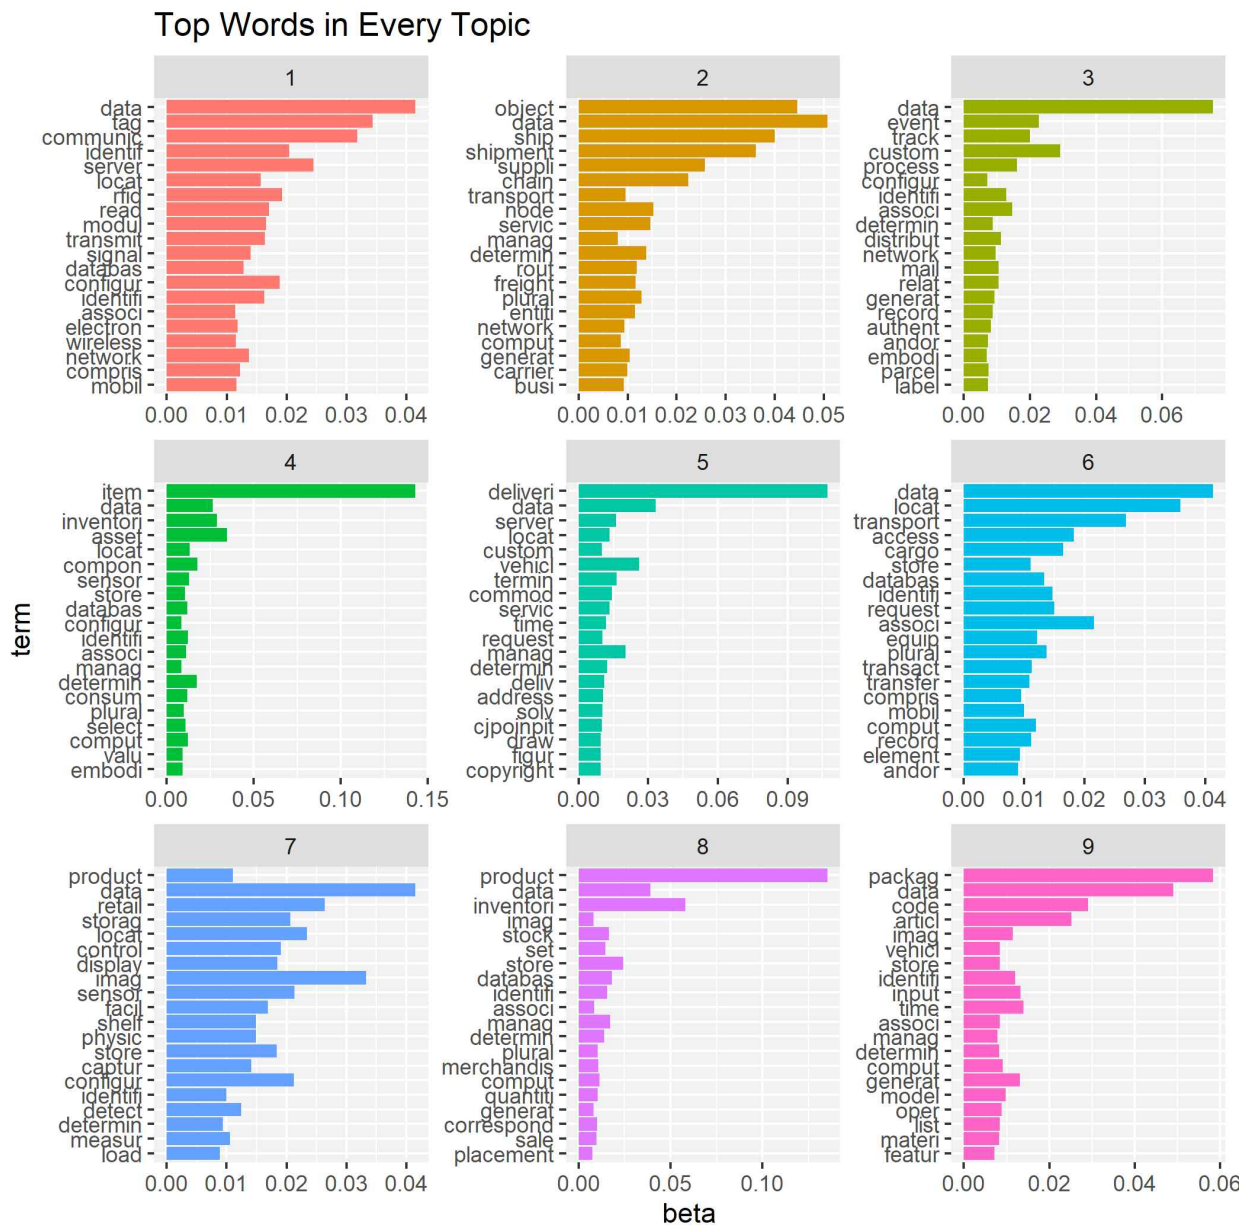 Top Words in Every Topic
1
data
tag
communic
identif
server
locat
rfid
read
modul
transmit
signal
databas
configur
identifi
associ
electron
wireless
network
compris
mobil
0.00 0.01 0.02 0.03 0.04
2
object
data
ship
shipment
suppli
chain
transport
node
servic
manag
determin
rout
freight
plural
entiti
network
comput
generat
carrier
busi
0.00 0.01 0.02 0.03 0.04 0.05
3
data
event
track
custom
process
configur
identifi
associ
determin
distribut
network
mail
relat
generat
record
authent
andor
embodi
parcel
label
0.00 0.02 0.04 0.06
term
4
item
data
inventori
asset
locat
compon
sensor
store
databas
configur
identifi
associ
manag
determin
consum
plural
select
comput
valu
embodi
0.00 0.05 0.10 0.15
5
deliveri
data
server
locat
custom
vehicl
termin
commod
servic
time
request
manag
determin
deliv
address
solv
cjpoinpit
draw
figur
copyright
0.00 0.03 0.06 0.09
6
data
locat
transport
access
cargo
store
databas
identifi
request
associ
equip
plural
transact
transfer
compris
mobil
comput
record
element
andor
0.00 0.01 0.02 0.03 0.04
7
product
data
retail
storag
locat
control
display
imag
sensor
facil
shelf
physic
store
captur
configur
identifi
detect
determin
measur
load
0.00 0.01 0.02 0.03 0.04
8
product
data
inventori
imag
stock
set
store
databas
identifi
associ
manag
determin
plural
merchandis
comput
quantiti
generat
correspond
sale
placement
0.00 0.05 0.10
9
packag
data
code
articl
imag
vehicl
store
identifi
input
time
associ
manag
determin
comput
generat
model
oper
list
materi
featur
0.00 0.02 0.04 0.06
beta